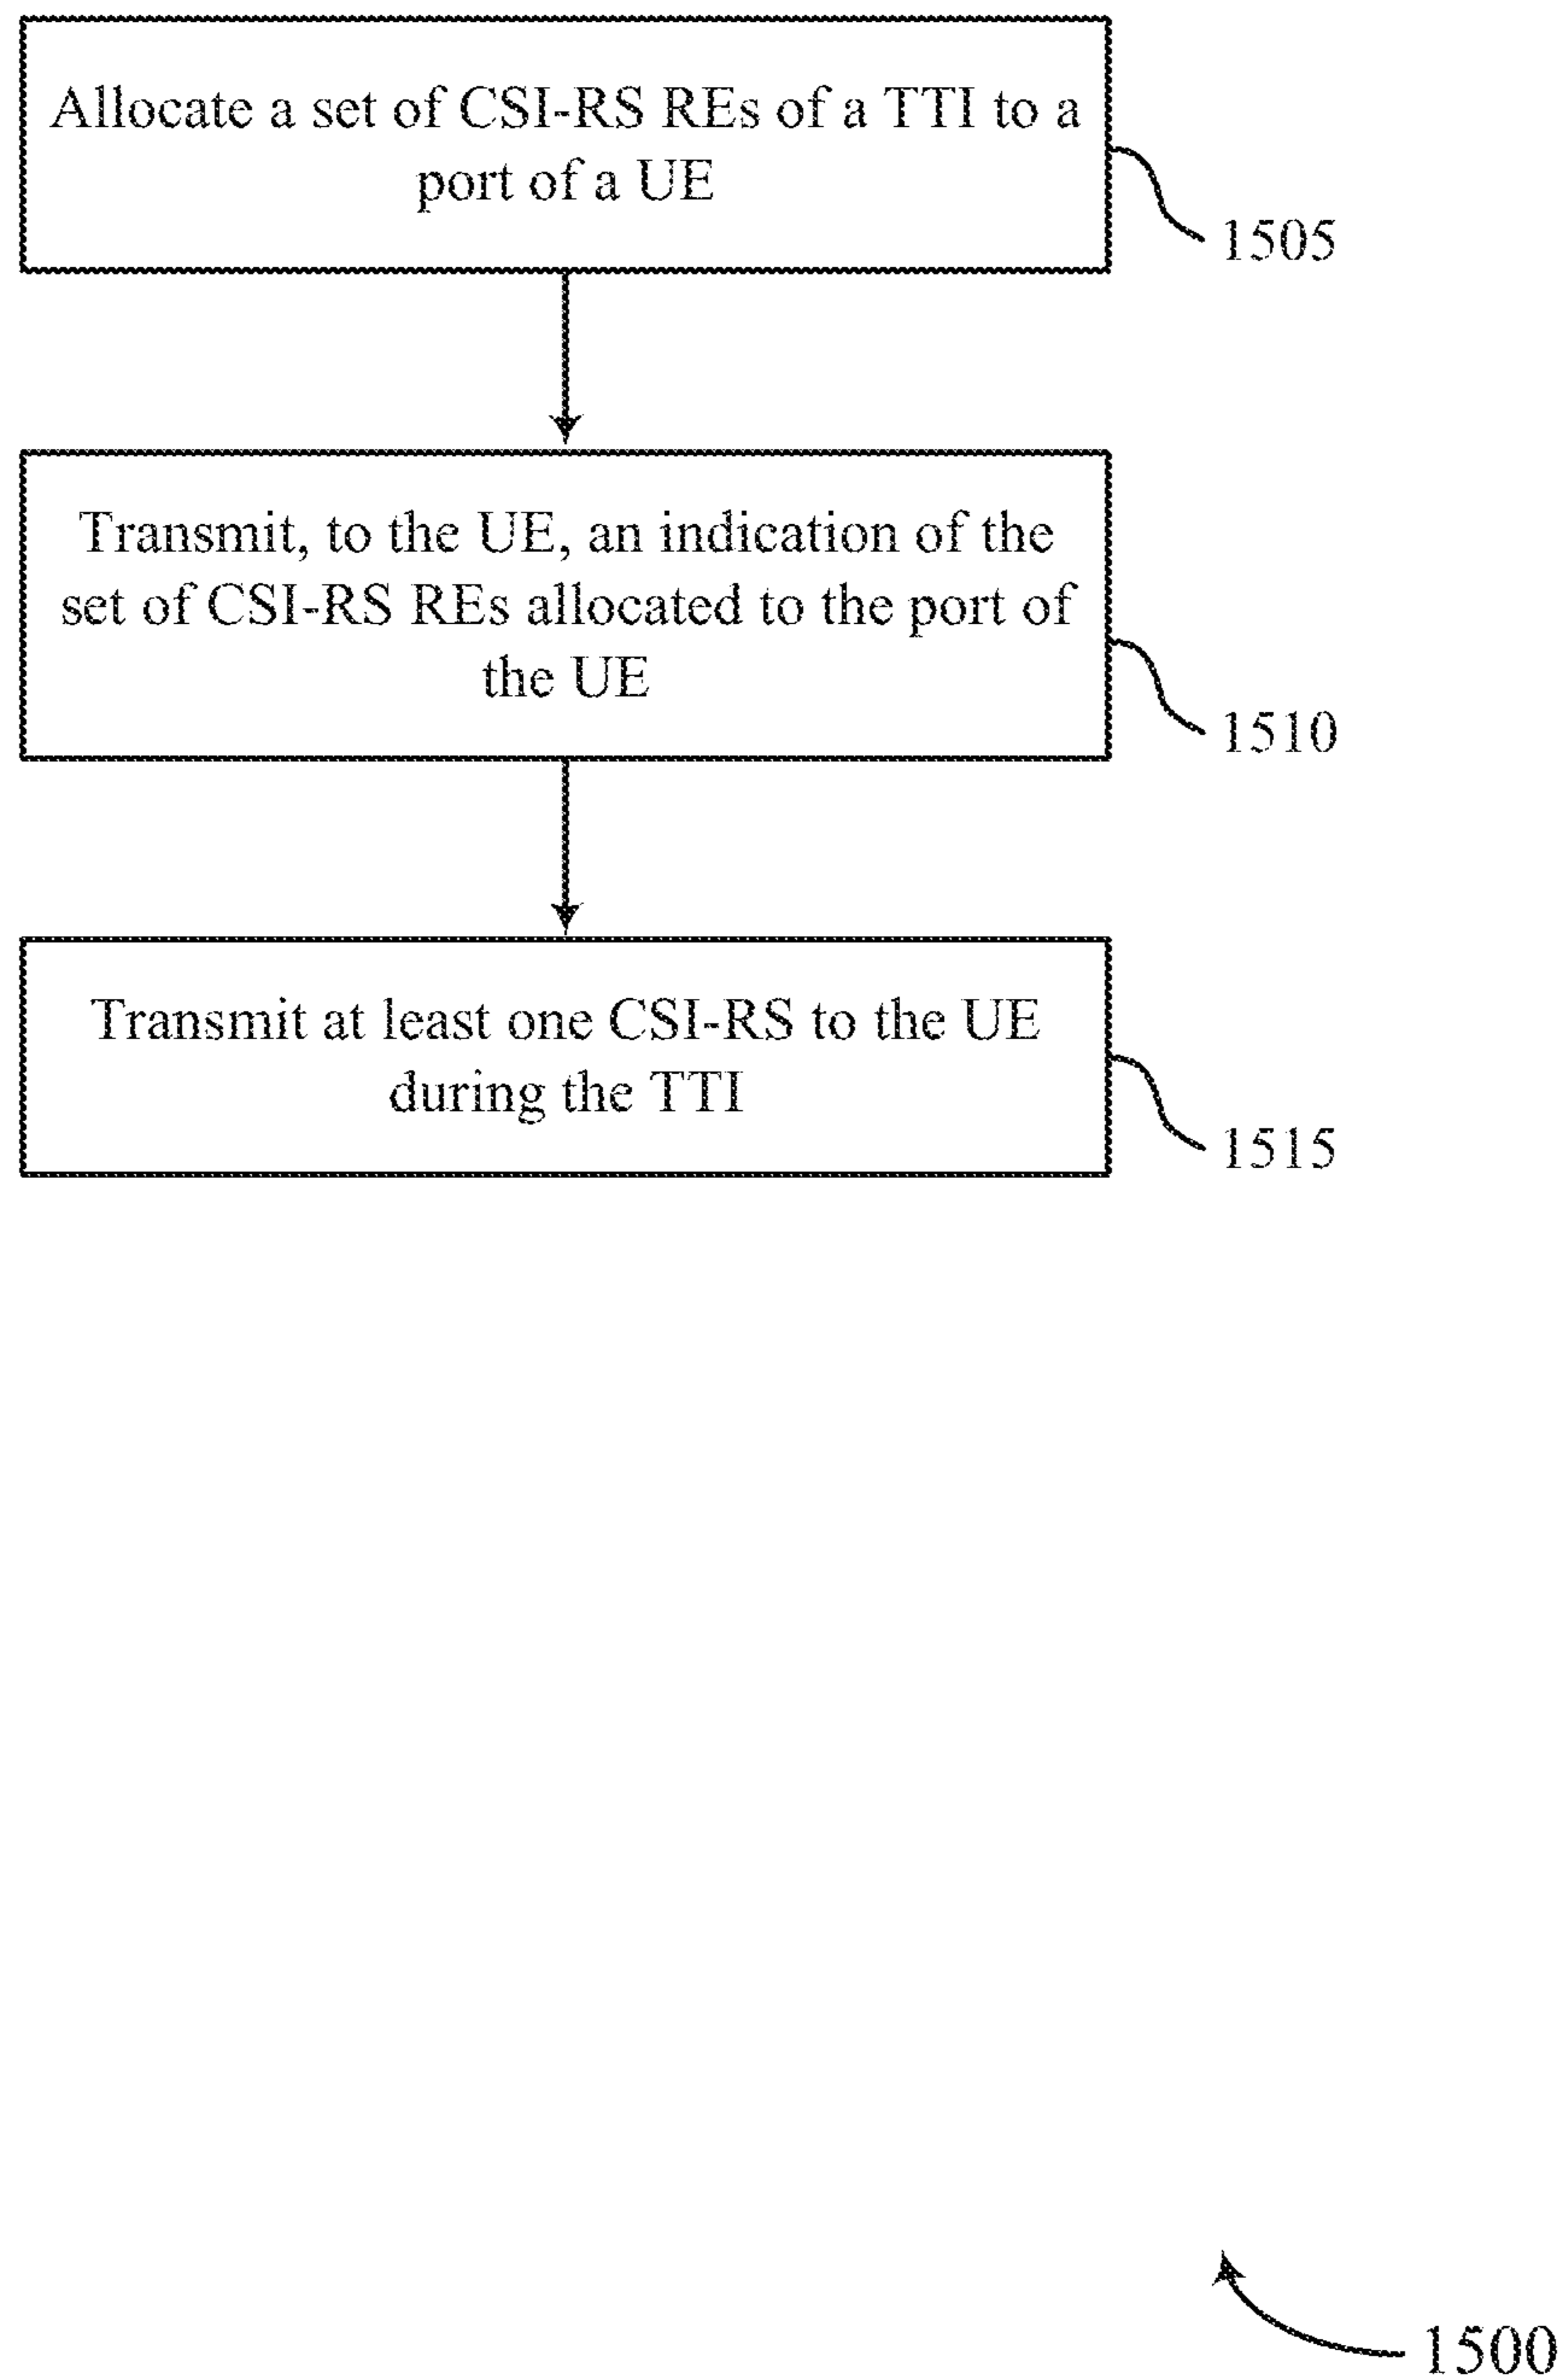 Allocate a set of CSI-RS REs of a TTI to a
port of a UE
1505
Transmit, to the UE, an indication of the
set of CSI-RS REs allocated to the port of
the UE
1510
Transmit at least one CSI-RS to the UE
during the TTI
1515
1500